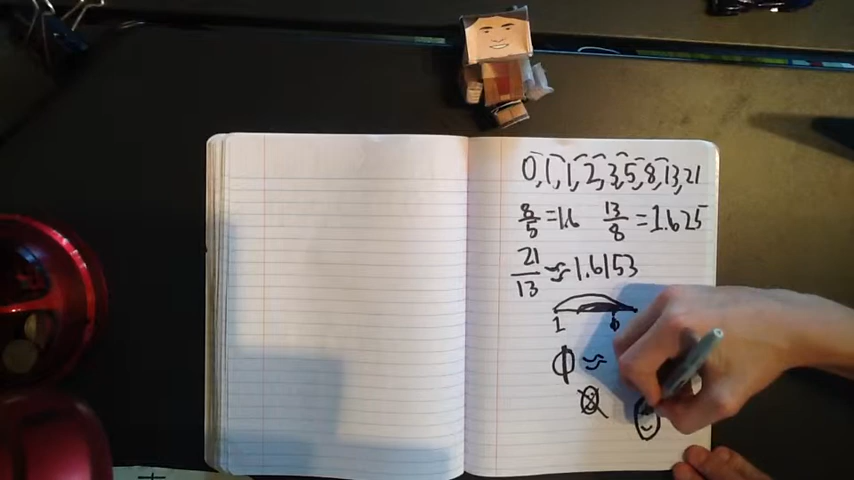 0,1,1,2,3,5,8,13,21
8/5 =1.6 13/8 =1.625
21/13 ≈1.6153
1
ϕ ≈